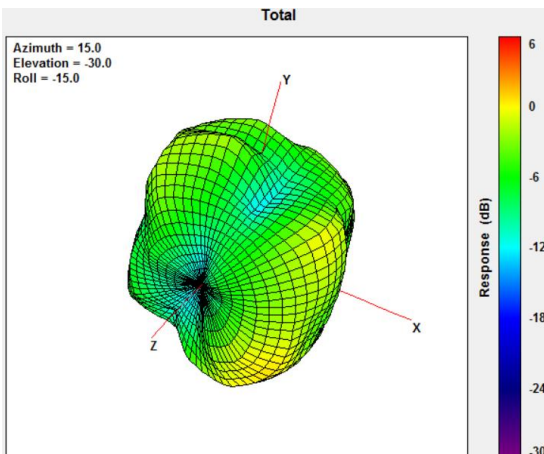 Total
Azimuth = 15.0
Elevation = -30.0
Roll = -15.0
Y
X
Z
6
0
-6
-12
-18
-24
-30
Response (dB)